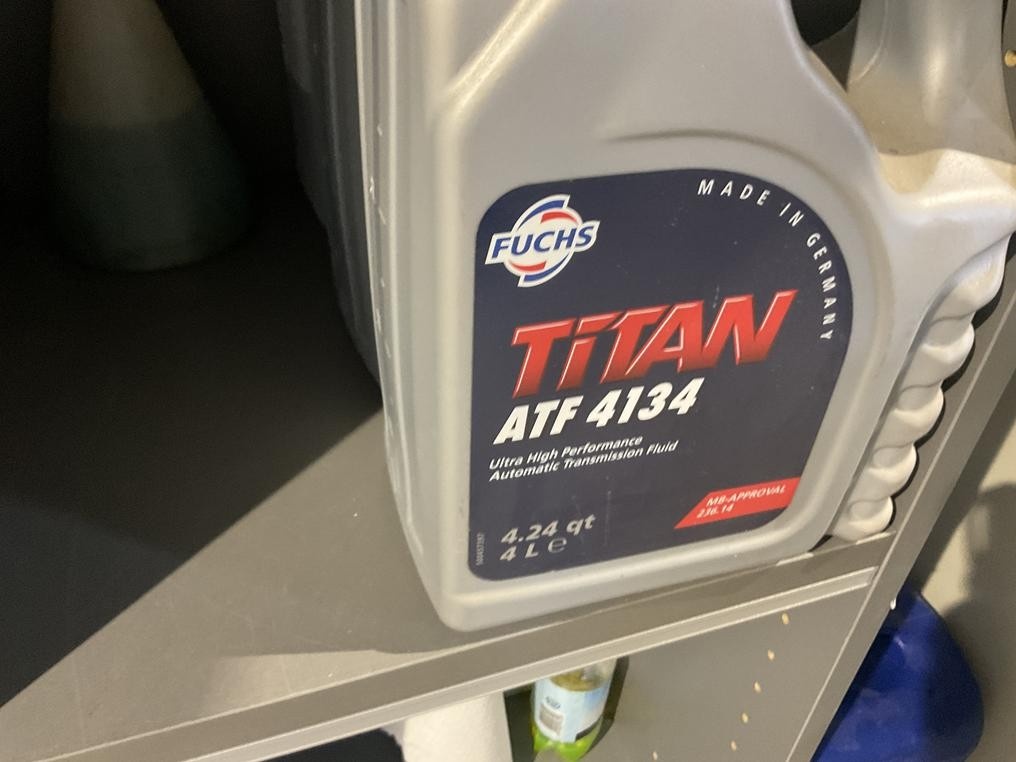 MADE IN GERMANY
FUCHS
TiTAN
ATF 4134
Ultra High Performance
Automatic Transmission Fluid
MB-APPROVAL
236.14
4.24 qt
4 L ℮